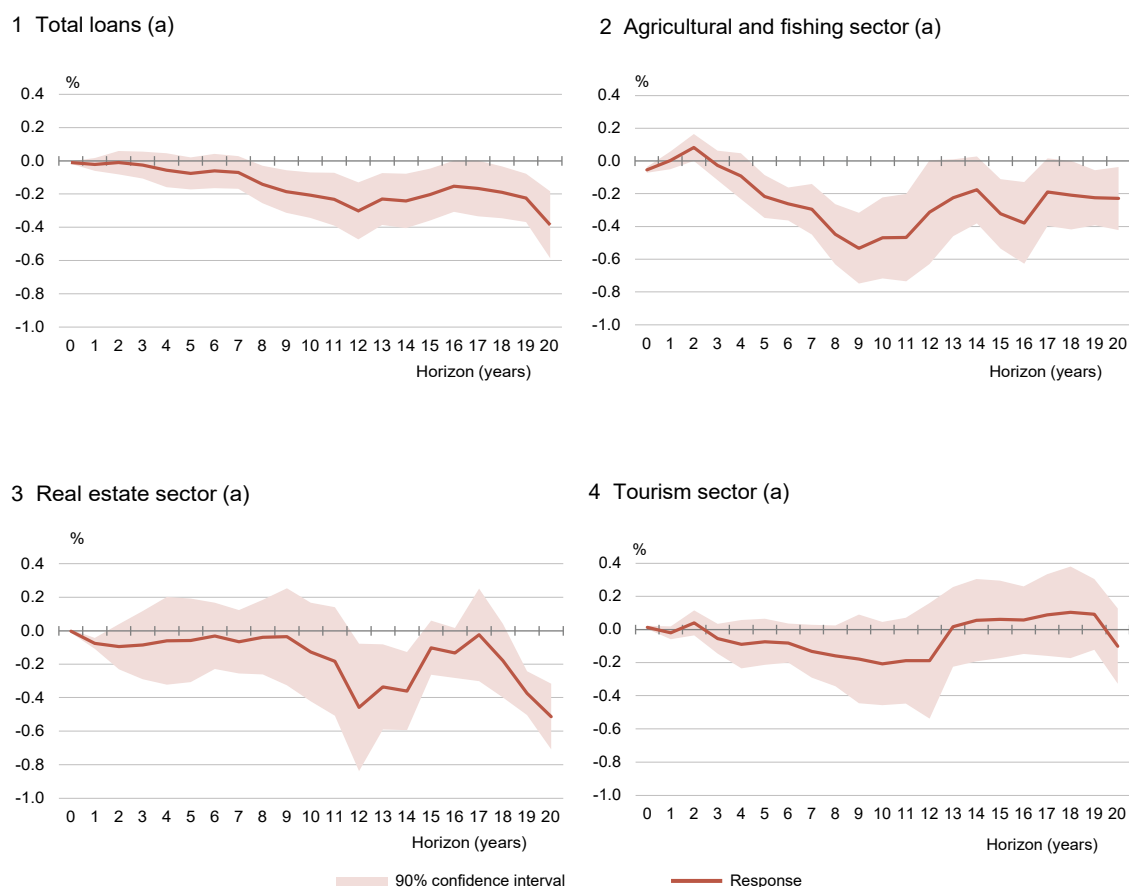 1 Total loans (a)
%
0.4
0.2
0.0
-0.2
-0.4
-0.6
-0.8
-1.0
0 1 2 3 4 5 6 7 8 9 10 11 12 13 14 15 16 17 18 19 20
Horizon (years)
2 Agricultural and fishing sector (a)
%
0.4
0.2
0.0
-0.2
-0.4
-0.6
-0.8
-1.0
0 1 2 3 4 5 6 7 8 9 10 11 12 13 14 15 16 17 18 19 20
Horizon (years)
3 Real estate sector (a)
%
0.4
0.2
0.0
-0.2
-0.4
-0.6
-0.8
-1.0
0 1 2 3 4 5 6 7 8 9 10 11 12 13 14 15 16 17 18 19 20
Horizon (years)
4 Tourism sector (a)
%
0.4
0.2
0.0
-0.2
-0.4
-0.6
-0.8
-1.0
0 1 2 3 4 5 6 7 8 9 10 11 12 13 14 15 16 17 18 19 20
Horizon (years)
90% confidence interval
Response